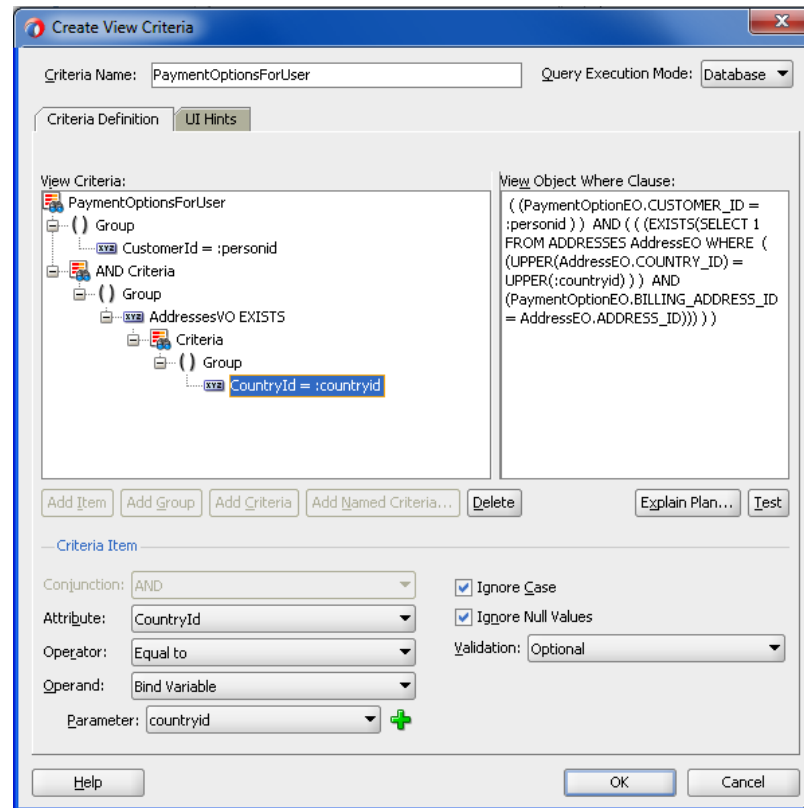 Create View Criteria
Criteria Name: PaymentOptionsForUser Query Execution Mode: Database
Criteria Definition UI Hints
View Criteria:
PaymentOptionsForUser
( ) Group
xyz CustomerId = :personid
AND Criteria
( ) Group
xyz AddressesVO EXISTS
Criteria
( ) Group
xyz CountryId = :countryid
View Object Where Clause:
( (PaymentOptionEO.CUSTOMER_ID =
:personid ) ) AND ( ( (EXISTS(SELECT 1
FROM ADDRESSES AddressEO WHERE (
(UPPER(AddressEO.COUNTRY_ID) =
UPPER(:countryid) ) ) AND
(PaymentOptionEO.BILLING_ADDRESS_ID
= AddressEO.ADDRESS_ID))) ) )
Add Item Add Group Add Criteria Add Named Criteria... Delete Explain Plan... Test
Criteria Item
Conjunction: AND
Attribute: CountryId
Operator: Equal to
Operand: Bind Variable
Parameter: countryid
Ignore Case
Ignore Null Values
Validation: Optional
Help OK Cancel